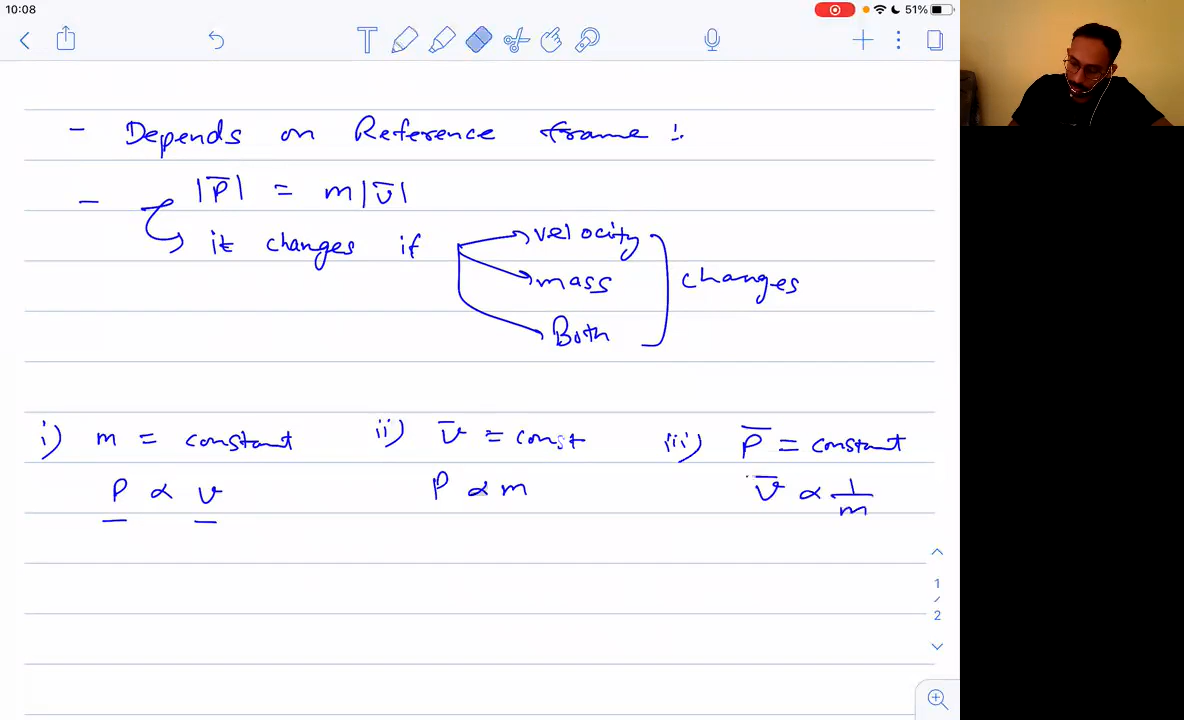 10:08
51%
T
- Depends on Reference frame :
- |p̅| = m|v̅|
it changes if velocity
mass
Both
changes
i) m = constant
ii) v̅ = const
iii) p̅ = constant
P ∝ v
P ∝ m
v̅ ∝ 1/m
1
/
2